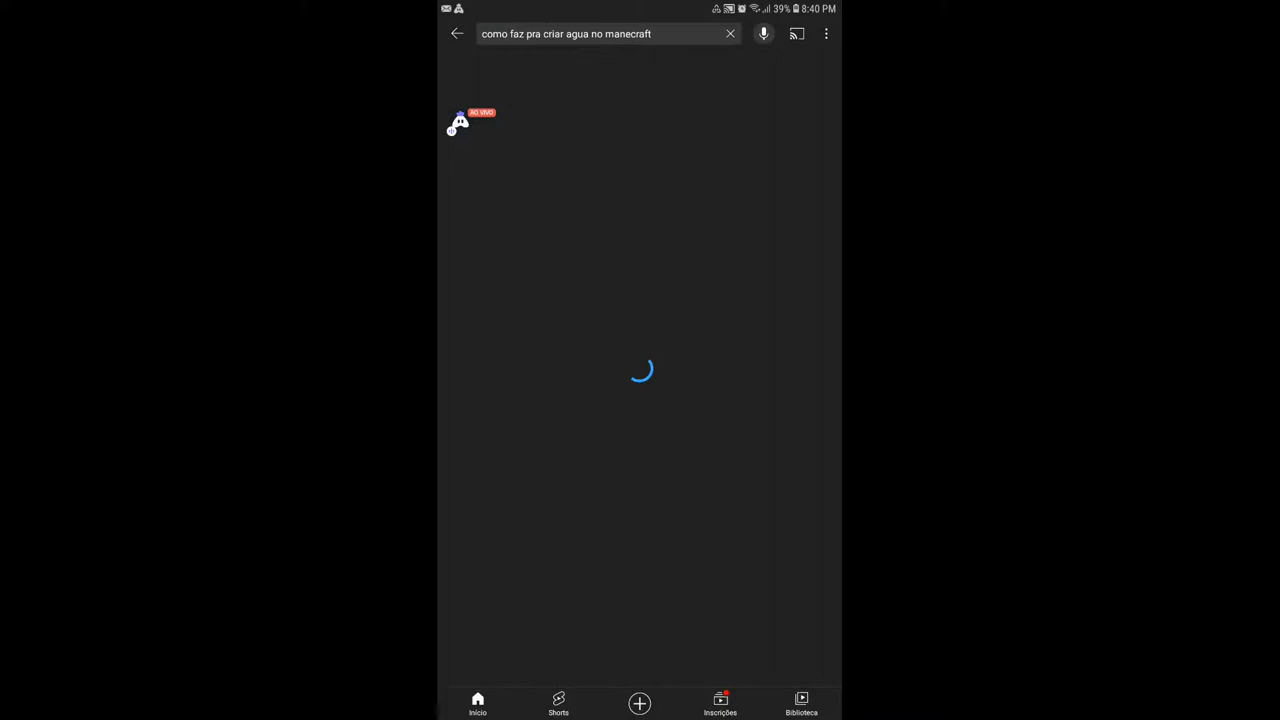 39% 8:40 PM
como faz pra criar agua no manecraft
AO VIVO
Início
Shorts
Inscrições
Biblioteca